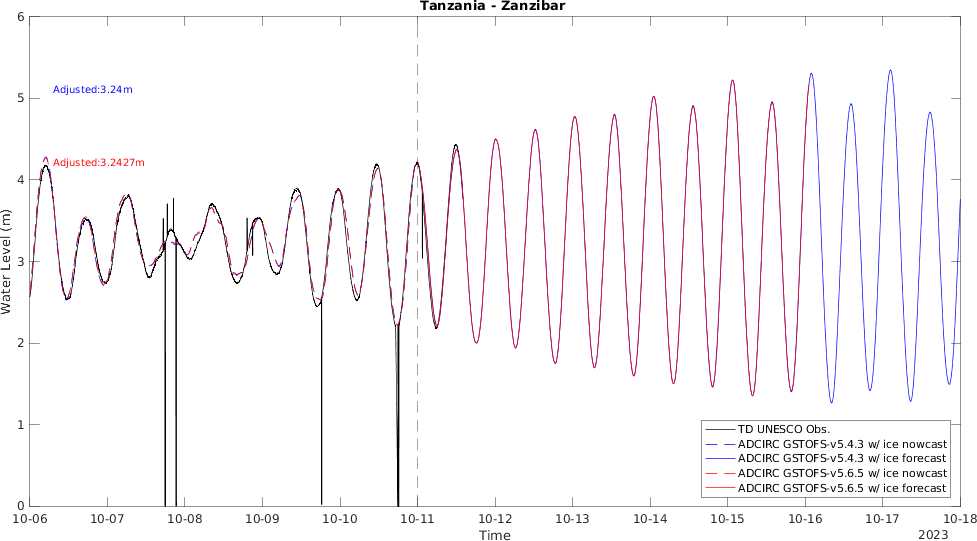 Tanzania - Zanzibar
6
5
4
3
2
1
0
Water Level (m)
Adjusted:3.24m
Adjusted:3.2427m
TD UNESCO Obs.
ADCIRC GSTOFS-v5.4.3 w/ ice nowcast
ADCIRC GSTOFS-v5.4.3 w/ ice forecast
ADCIRC GSTOFS-v5.6.5 w/ ice nowcast
ADCIRC GSTOFS-v5.6.5 w/ ice forecast
10-06 10-07 10-08 10-09 10-10 10-11 10-12 10-13 10-14 10-15 10-16 10-17 10-18
Time
2023